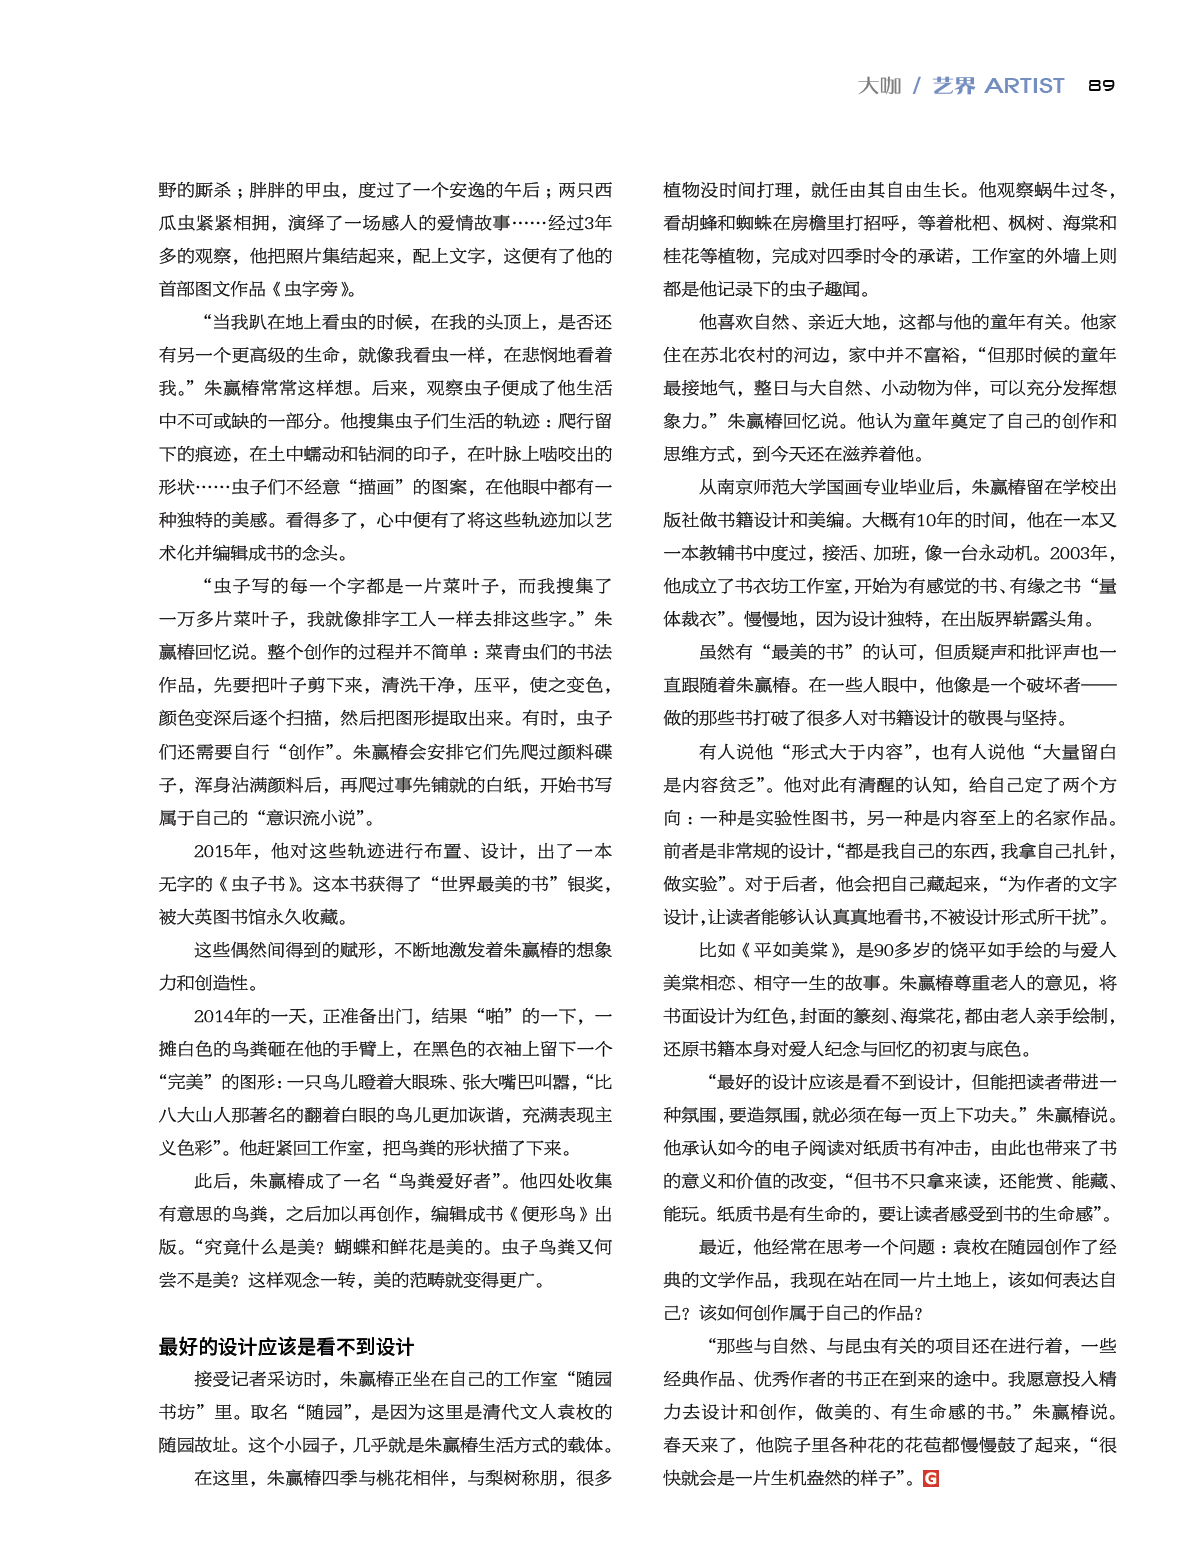 大咖 / 艺界 ARTIST 89
野的厮杀；胖胖的甲虫，度过了一个安逸的午后；两只西
瓜虫紧紧相拥，演绎了一场感人的爱情故事……经过3年
多的观察，他把照片集结起来，配上文字，这便有了他的
首部图文作品《虫字旁》。
“当我趴在地上看虫的时候，在我的头顶上，是否还
有另一个更高级的生命，就像我看虫一样，在悲悯地看着
我。”朱赢椿常常这样想。后来，观察虫子便成了他生活
中不可或缺的一部分。他搜集虫子们生活的轨迹：爬行留
下的痕迹，在土中蠕动和钻洞的印子，在叶脉上啮咬出的
形状……虫子们不经意“描画”的图案，在他眼中都有一
种独特的美感。看得多了，心中便有了将这些轨迹加以艺
术化并编辑成书的念头。
“虫子写的每一个字都是一片菜叶子，而我搜集了
一万多片菜叶子，我就像排字工人一样去排这些字。”朱
赢椿回忆说。整个创作的过程并不简单：菜青虫们的书法
作品，先要把叶子剪下来，清洗干净，压平，使之变色，
颜色变深后逐个扫描，然后把图形提取出来。有时，虫子
们还需要自行“创作”。朱赢椿会安排它们先爬过颜料碟
子，浑身沾满颜料后，再爬过事先铺就的白纸，开始书写
属于自己的“意识流小说”。
2015年，他对这些轨迹进行布置、设计，出了一本
无字的《虫子书》。这本书获得了“世界最美的书”银奖，
被大英图书馆永久收藏。
这些偶然间得到的赋形，不断地激发着朱赢椿的想象
力和创造性。
2014年的一天，正准备出门，结果“啪”的一下，一
摊白色的鸟粪砸在他的手臂上，在黑色的衣袖上留下一个
“完美”的图形：一只鸟儿瞪着大眼珠、张大嘴巴叫嚣，“比
八大山人那著名的翻着白眼的鸟儿更加诙谐，充满表现主
义色彩”。他赶紧回工作室，把鸟粪的形状描了下来。
此后，朱赢椿成了一名“鸟粪爱好者”。他四处收集
有意思的鸟粪，之后加以再创作，编辑成书《便形鸟》出
版。“究竟什么是美？蝴蝶和鲜花是美的。虫子鸟粪又何
尝不是美？这样观念一转，美的范畴就变得更广。
最好的设计应该是看不到设计
接受记者采访时，朱赢椿正坐在自己的工作室“随园
书坊”里。取名“随园”，是因为这里是清代文人袁枚的
随园故址。这个小园子，几乎就是朱赢椿生活方式的载体。
在这里，朱赢椿四季与桃花相伴，与梨树称朋，很多
植物没时间打理，就任由其自由生长。他观察蜗牛过冬，
看胡蜂和蜘蛛在房檐里打招呼，等着枇杷、枫树、海棠和
桂花等植物，完成对四季时令的承诺，工作室的外墙上则
都是他记录下的虫子趣闻。
他喜欢自然、亲近大地，这都与他的童年有关。他家
住在苏北农村的河边，家中并不富裕，“但那时候的童年
最接地气，整日与大自然、小动物为伴，可以充分发挥想
象力。”朱赢椿回忆说。他认为童年奠定了自己的创作和
思维方式，到今天还在滋养着他。
从南京师范大学国画专业毕业后，朱赢椿留在学校出
版社做书籍设计和美编。大概有10年的时间，他在一本又
一本教辅书中度过，接活、加班，像一台永动机。2003年，
他成立了书衣坊工作室，开始为有感觉的书、有缘之书“量
体裁衣”。慢慢地，因为设计独特，在出版界崭露头角。
虽然有“最美的书”的认可，但质疑声和批评声也一
直跟随着朱赢椿。在一些人眼中，他像是一个破坏者——
做的那些书打破了很多人对书籍设计的敬畏与坚持。
有人说他“形式大于内容”，也有人说他“大量留白
是内容贫乏”。他对此有清醒的认知，给自己定了两个方
向：一种是实验性图书，另一种是内容至上的名家作品。
前者是非常规的设计，“都是我自己的东西，我拿自己扎针，
做实验”。对于后者，他会把自己藏起来，“为作者的文字
设计，让读者能够认认真真地看书，不被设计形式所干扰”。
比如《平如美棠》，是90多岁的饶平如手绘的与爱人
美棠相恋、相守一生的故事。朱赢椿尊重老人的意见，将
书面设计为红色，封面的篆刻、海棠花，都由老人亲手绘制，
还原书籍本身对爱人纪念与回忆的初衷与底色。
“最好的设计应该是看不到设计，但能把读者带进一
种氛围，要造氛围，就必须在每一页上下功夫。”朱赢椿说。
他承认如今的电子阅读对纸质书有冲击，由此也带来了书
的意义和价值的改变，“但书不只拿来读，还能赏、能藏、
能玩。纸质书是有生命的，要让读者感受到书的生命感”。
最近，他经常在思考一个问题：袁枚在随园创作了经
典的文学作品，我现在站在同一片土地上，该如何表达自
己？该如何创作属于自己的作品？
“那些与自然、与昆虫有关的项目还在进行着，一些
经典作品、优秀作者的书正在到来的途中。我愿意投入精
力去设计和创作，做美的、有生命感的书。”朱赢椿说。
春天来了，他院子里各种花的花苞都慢慢鼓了起来，“很
快就会是一片生机盎然的样子”。G